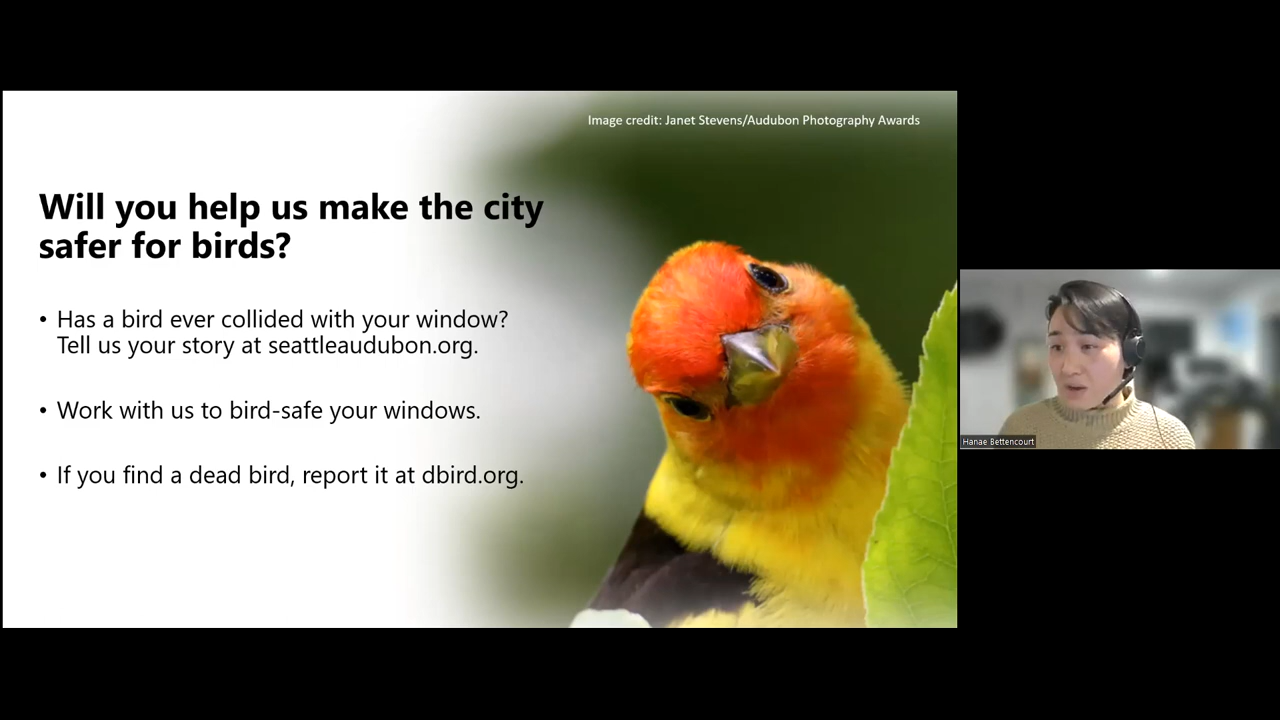 Image credit: Janet Stevens/Audubon Photography Awards
Will you help us make the city
safer for birds?
• Has a bird ever collided with your window?
Tell us your story at seattleaudubon.org.
• Work with us to bird-safe your windows.
• If you find a dead bird, report it at dbird.org.
Hanae Bettencourt